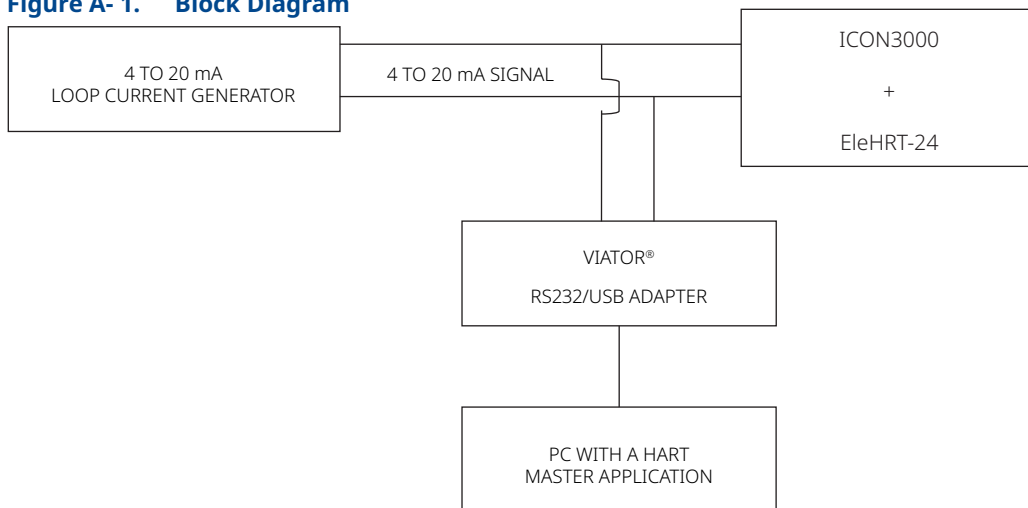 Figure A- 1. Block Diagram
4 TO 20 mA
LOOP CURRENT GENERATOR
4 TO 20 mA SIGNAL
ICON3000
+
EleHRT-24
VIATOR®
RS232/USB ADAPTER
PC WITH A HART
MASTER APPLICATION